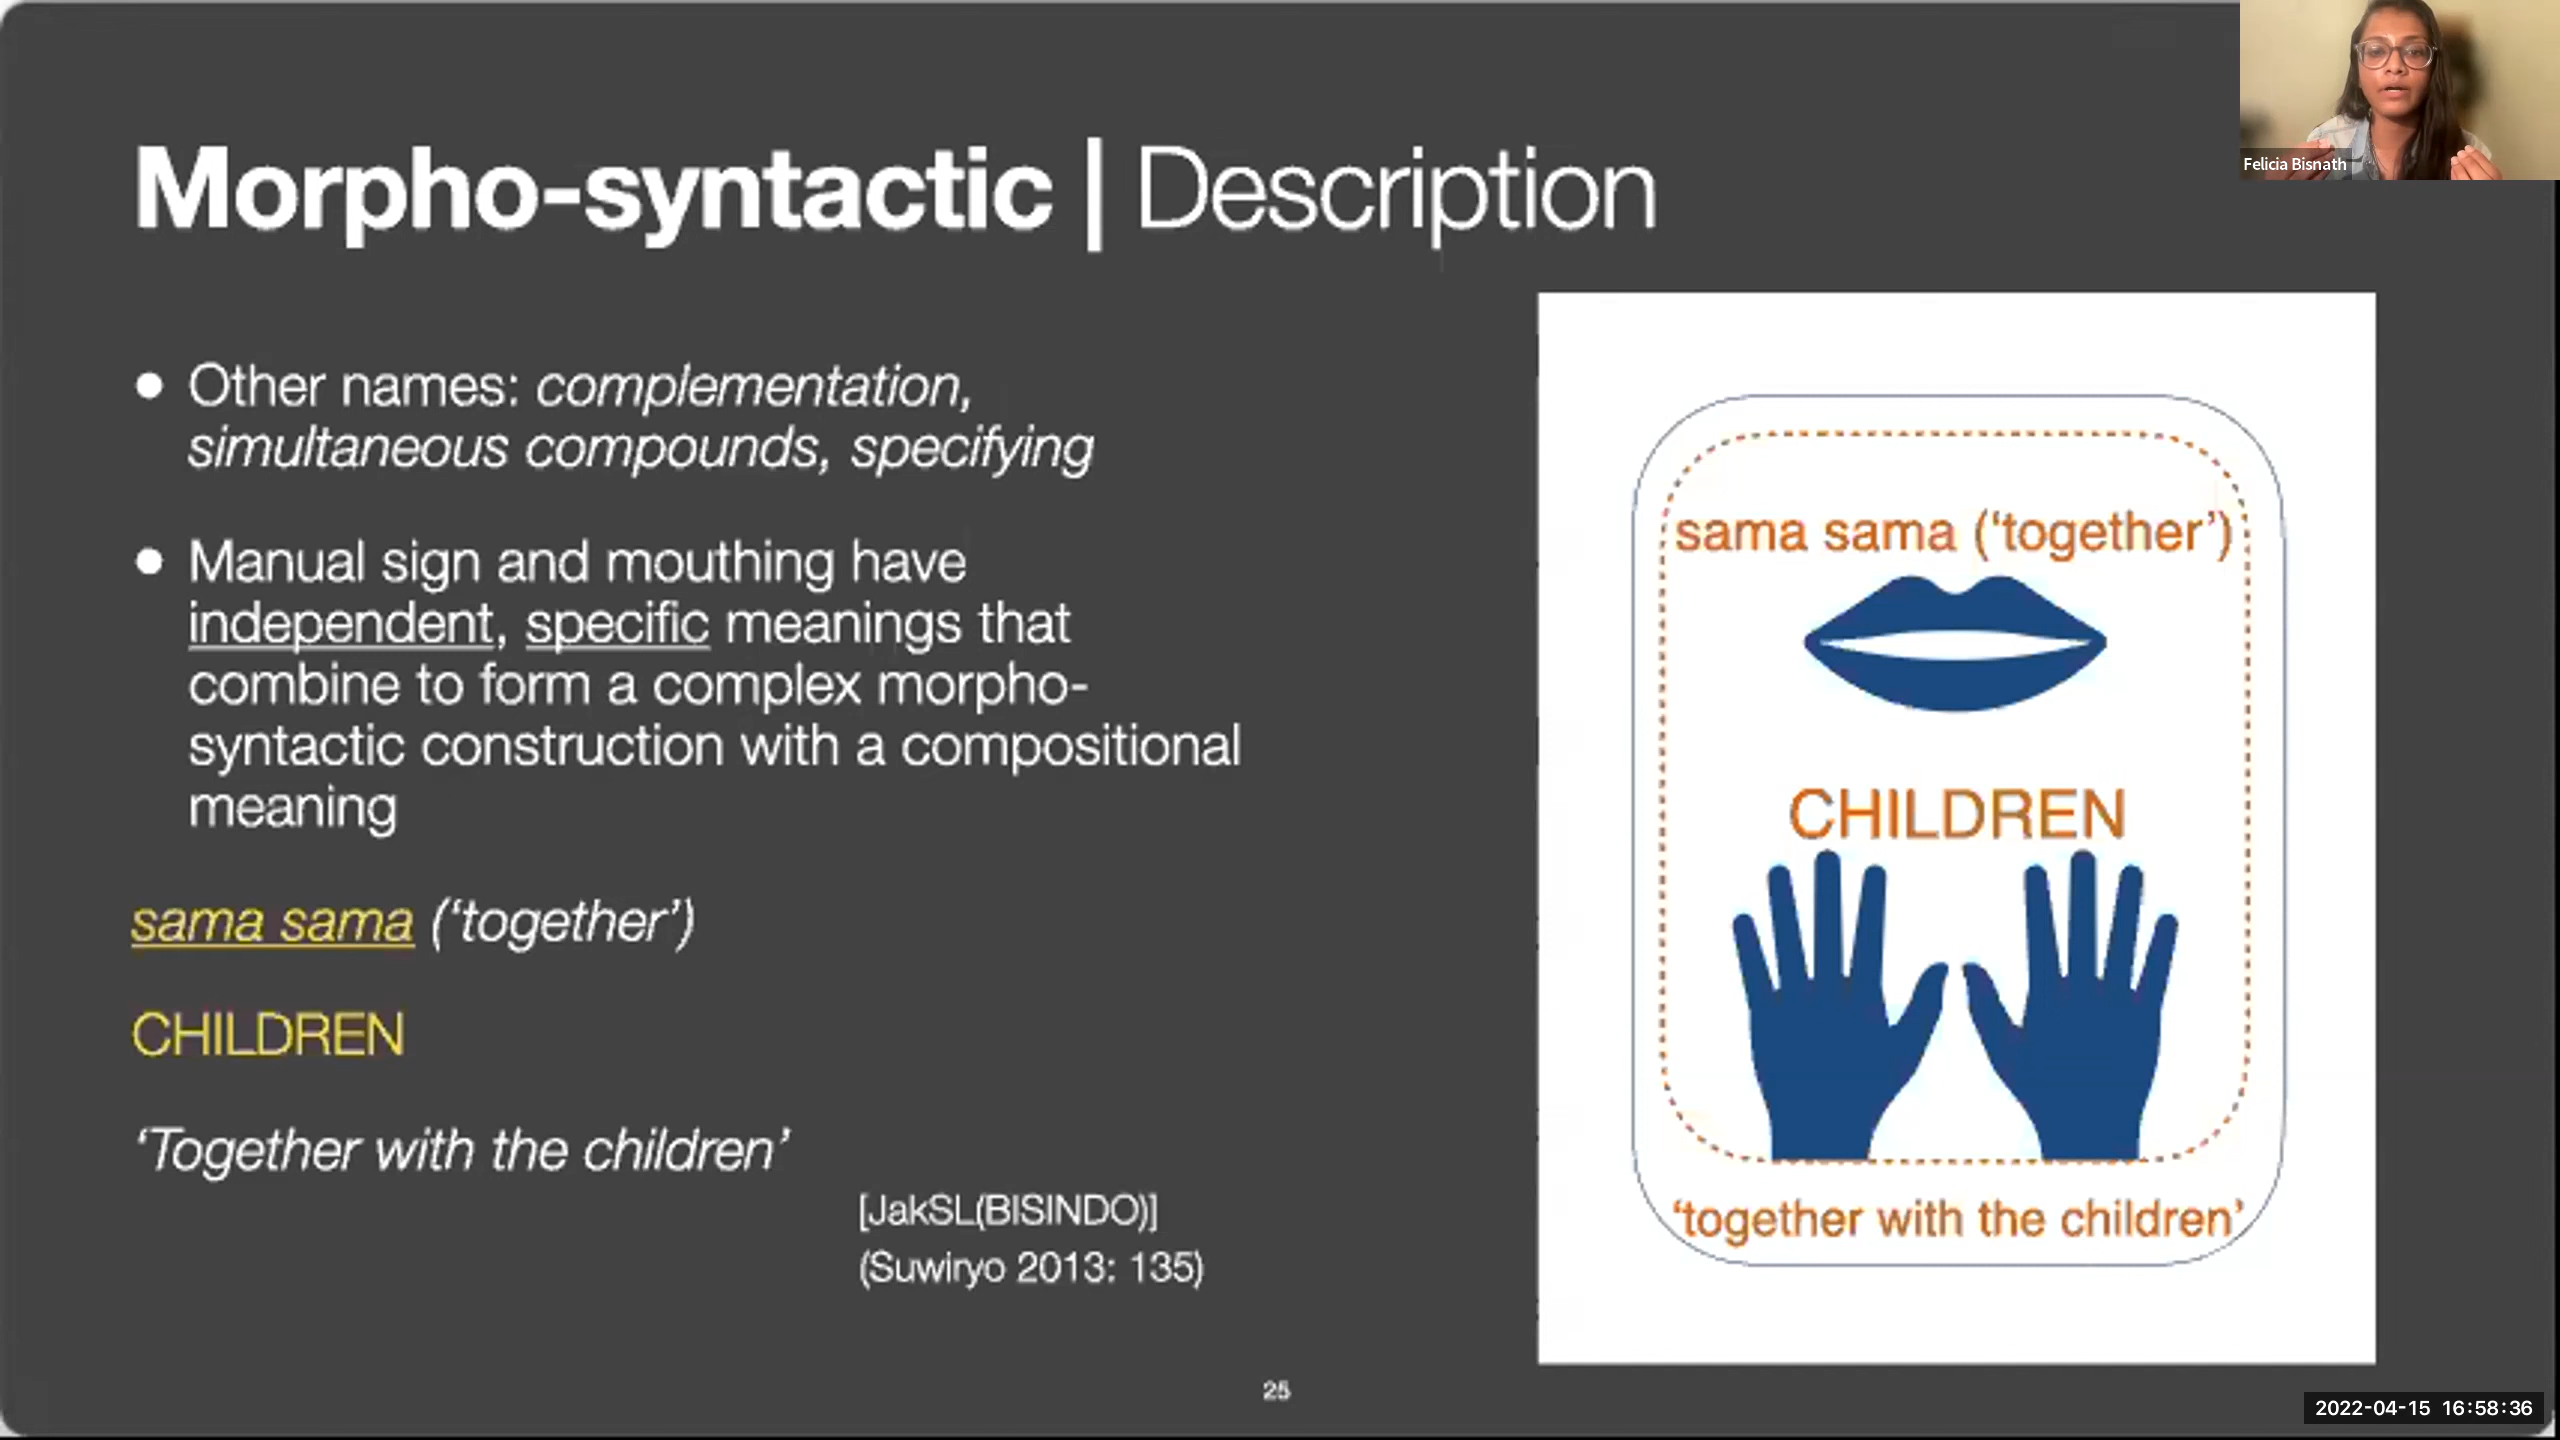 Morpho-syntactic | Description
Felicia Bisnath
● Other names: complementation,
simultaneous compounds, specifying
● Manual sign and mouthing have
independent, specific meanings that
combine to form a complex morpho-
syntactic construction with a compositional
meaning
sama sama (‘together’)
CHILDREN
‘Together with the children’
[JakSL(BISINDO)]
(Suwiryo 2013: 135)
sama sama (‘together’)
CHILDREN
‘together with the children’
25
2022-04-15 16:58:36